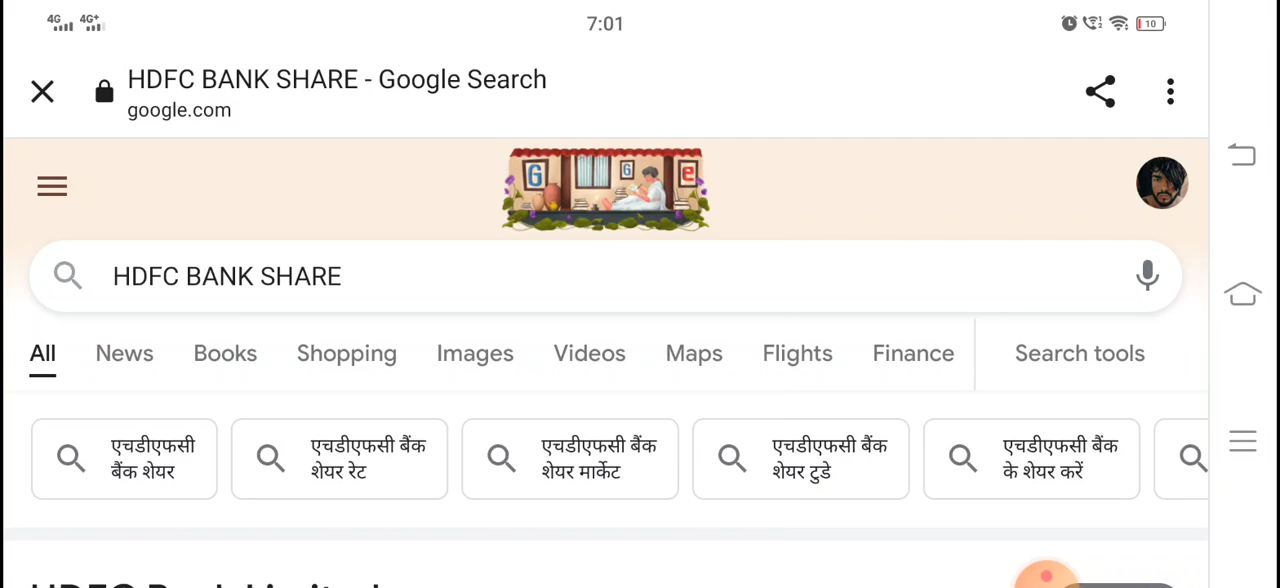 4G 4G+ 7:01 10
HDFC BANK SHARE - Google Search
google.com
G G e
HDFC BANK SHARE
All News Books Shopping Images Videos Maps Flights Finance Search tools
एचडीएफसी
बैंक शेयर
एचडीएफसी बैंक
शेयर रेट
एचडीएफसी बैंक
शेयर मार्केट
एचडीएफसी बैंक
शेयर टुडे
एचडीएफसी बैंक
के शेयर करें